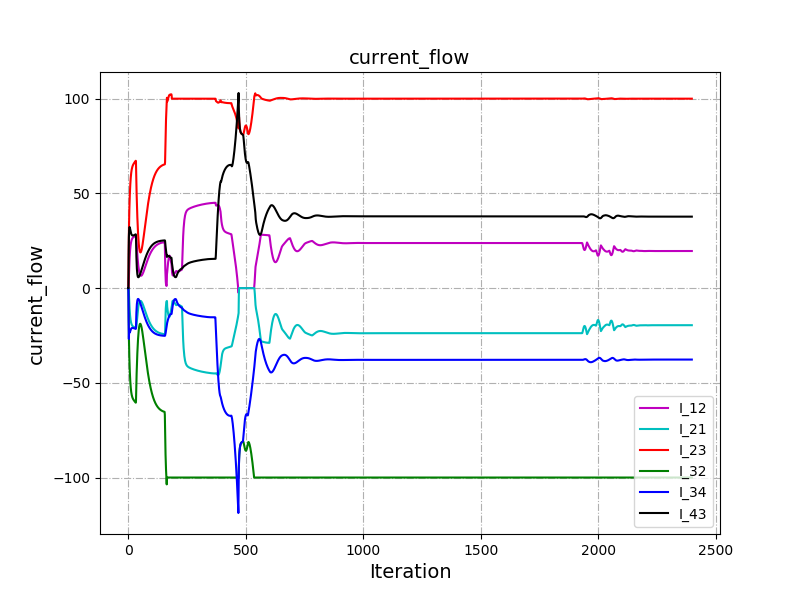 current_flow
current_flow
100
50
0
−50
−100
0
500
1000
1500
2000
2500
Iteration
I_12
I_21
I_23
I_32
I_34
I_43